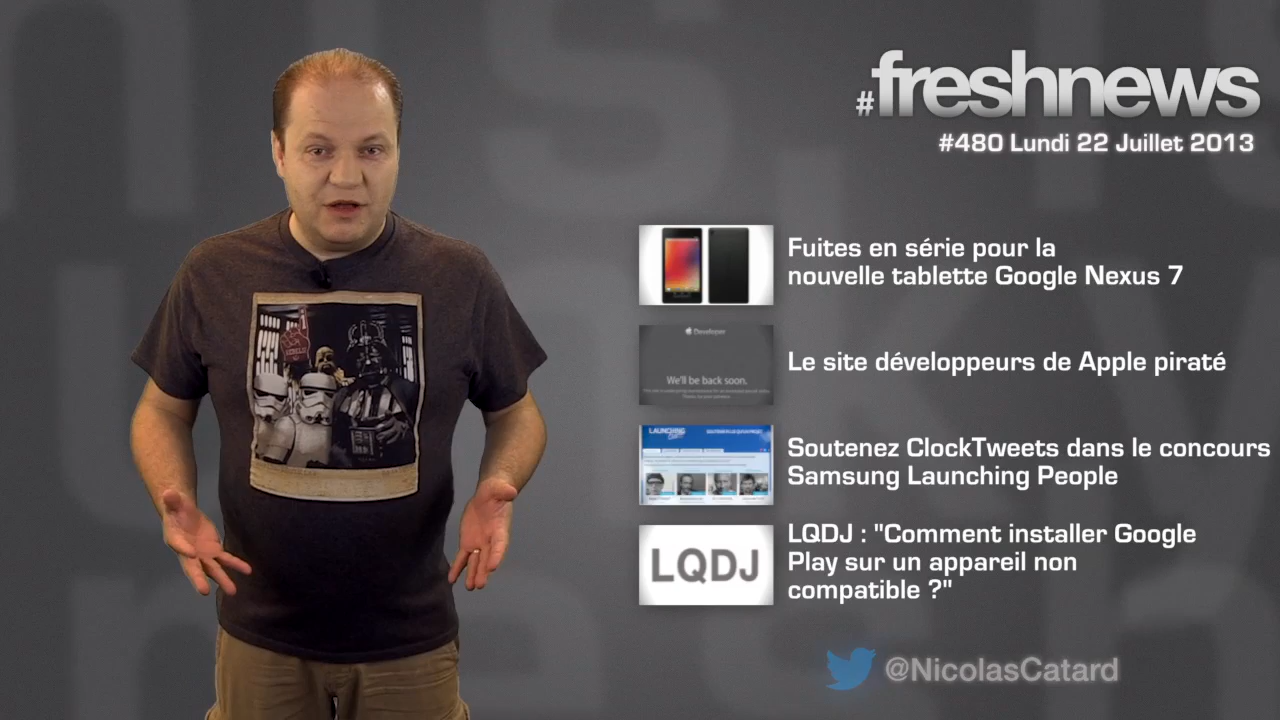 #freshnews
#480 Lundi 22 Juillet 2013
Fuites en série pour la
nouvelle tablette Google Nexus 7
Developer
We'll be back soon.
Le site développeurs de Apple piraté
LAUNCHING
Soutenez ClockTweets dans le concours
Samsung Launching People
LQDJ
LQDJ : "Comment installer Google
Play sur un appareil non
compatible ?"
@NicolasCatard